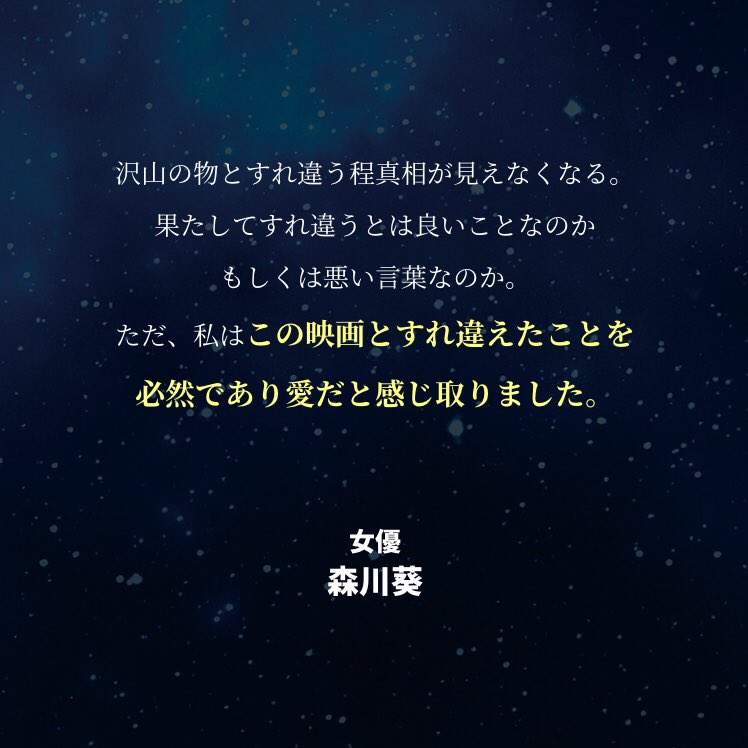 沢山の物とすれ違う程真相が見えなくなる。
果たしてすれ違うとは良いことなのか
もしくは悪い言葉なのか。
ただ、私はこの映画とすれ違えたことを
必然であり愛だと感じ取りました。
女優
森川葵